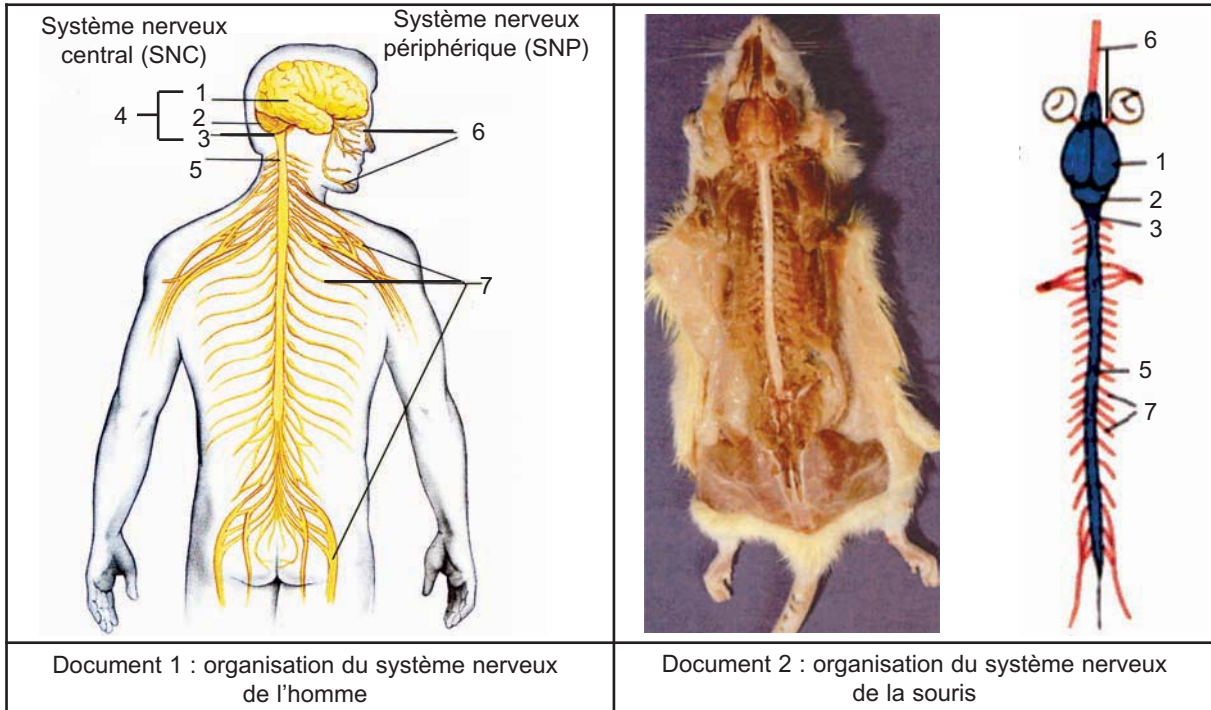 Système nerveux
central (SNC)
Système nerveux
périphérique (SNP)
4
1
2
3
5
6
7
6
1
2
3
5
7
Document 1 : organisation du système nerveux
de l'homme
Document 2 : organisation du système nerveux
de la souris